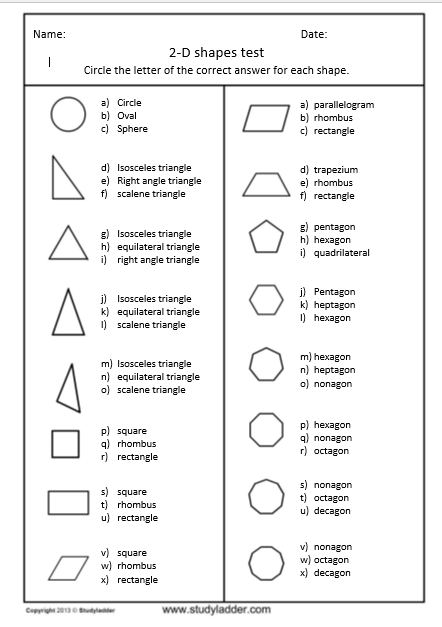 Name:
Date:
2-D shapes test
Circle the letter of the correct answer for each shape.
a) Circle
b) Oval
c) Sphere
d) Isosceles triangle
e) Right angle triangle
f) scalene triangle
g) Isosceles triangle
h) equilateral triangle
i) right angle triangle
j) Isosceles triangle
k) equilateral triangle
l) scalene triangle
m) Isosceles triangle
n) equilateral triangle
o) scalene triangle
p) square
q) rhombus
r) rectangle
s) square
t) rhombus
u) rectangle
v) square
w) rhombus
x) rectangle
a) parallelogram
b) rhombus
c) rectangle
d) trapezium
e) rhombus
f) rectangle
g) pentagon
h) hexagon
i) quadrilateral
j) Pentagon
k) heptagon
l) hexagon
m) hexagon
n) heptagon
o) nonagon
p) hexagon
q) nonagon
r) octagon
s) nonagon
t) octagon
u) decagon
v) nonagon
w) octagon
x) decagon
Copyright 2013 © Studyladder
www.studyladder.com